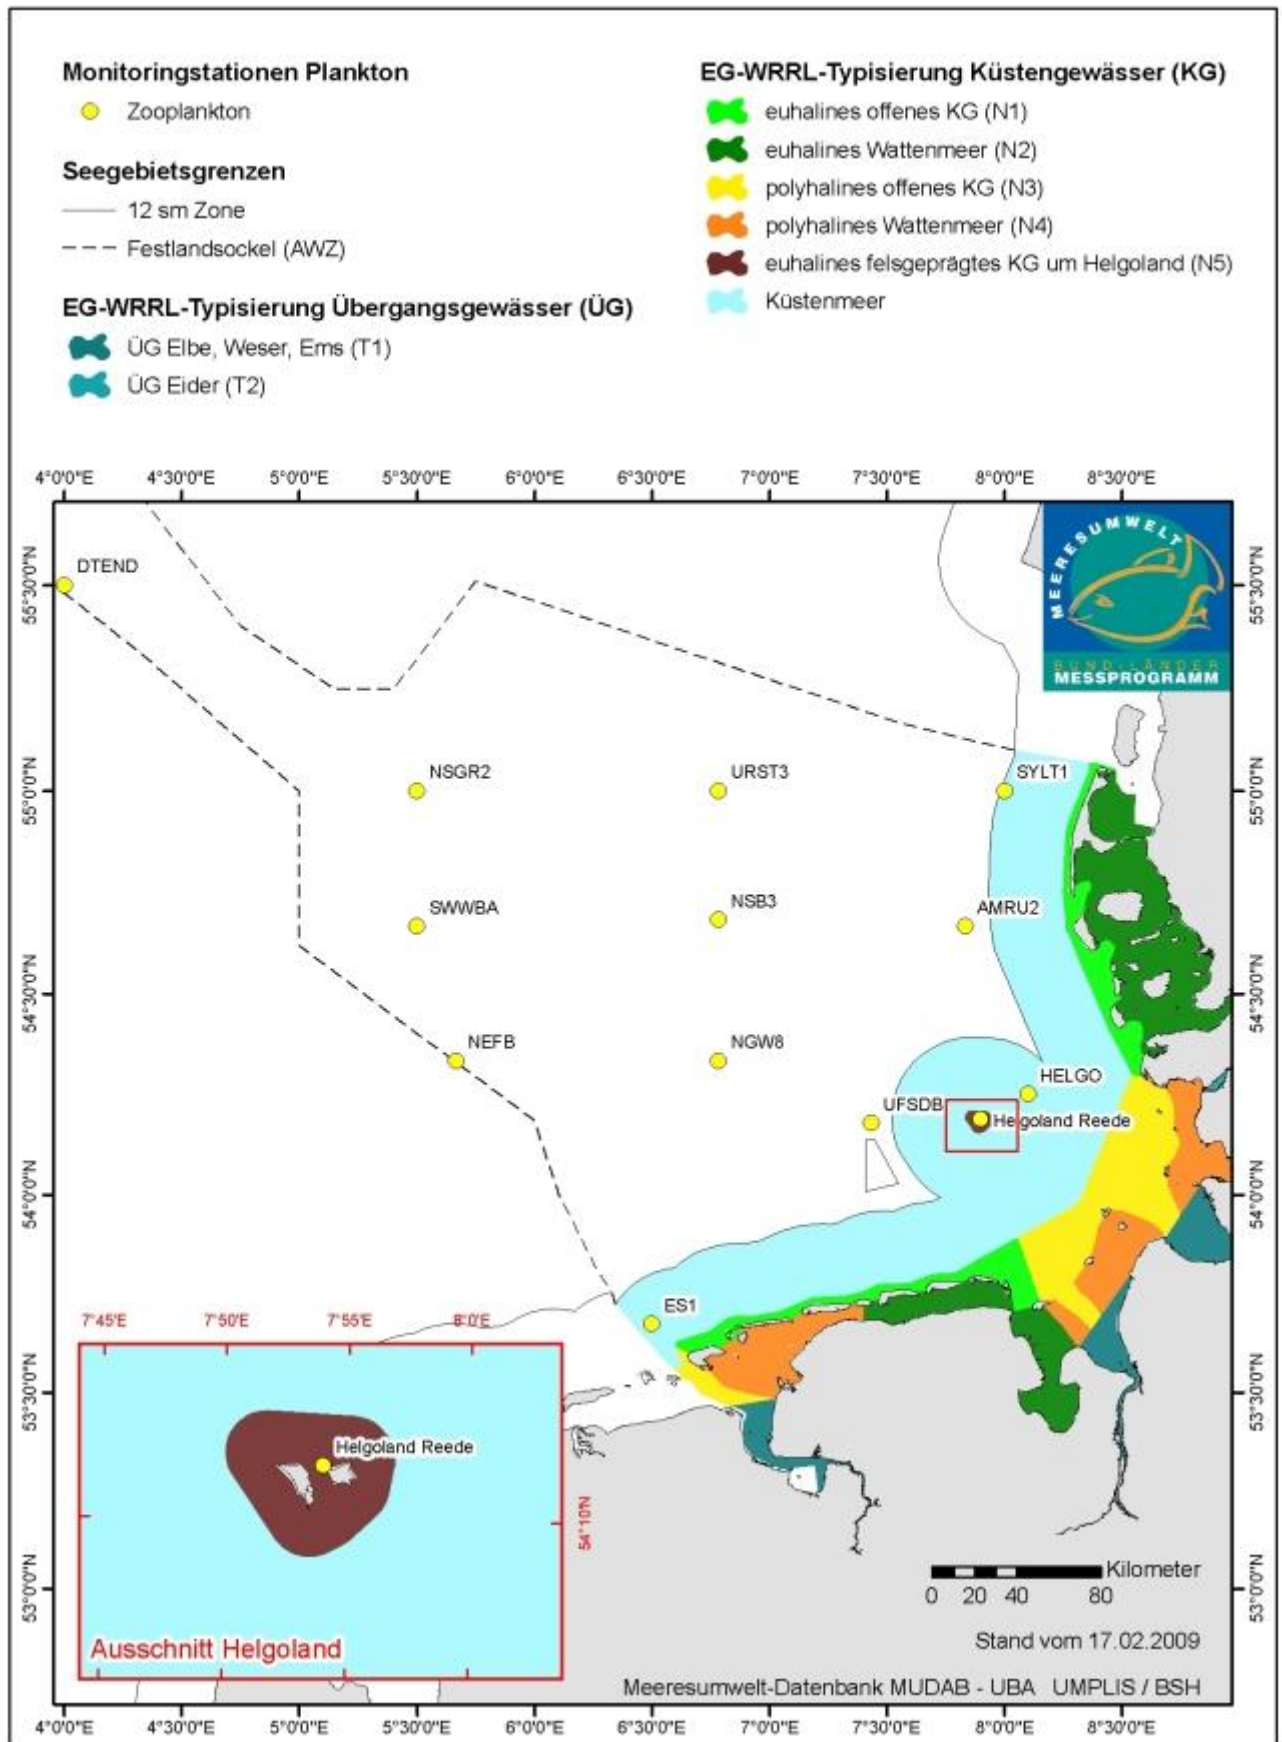 Monitoringstationen Plankton
Zooplankton
Seegebietsgrenzen
12 sm Zone
Festlandsockel (AWZ)
EG-WRRL-Typisierung Übergangsgewässer (ÜG)
ÜG Elbe, Weser, Ems (T1)
ÜG Eider (T2)
EG-WRRL-Typisierung Küstengewässer (KG)
euhalines offenes KG (N1)
euhalines Wattenmeer (N2)
polyhalines offenes KG (N3)
polyhalines Wattenmeer (N4)
euhalines felsgeprägtes KG um Helgoland (N5)
Küstenmeer
4°0'0"E 4°30'0"E 5°0'0"E 5°30'0"E 6°0'0"E 6°30'0"E 7°0'0"E 7°30'0"E 8°0'0"E 8°30'0"E
MEERESUMWELT
BUND-LÄNDER
MESSPROGRAMM
55°30'0"N 55°30'0"N
DTEND
55°0'0"N 55°0'0"N
NSGR2 URST3 SYLT1
SWWBA NSB3 AMRU2
54°30'0"N 54°30'0"N
NEFB NGW8 HELGO
UFSDB
Helgoland Reede
54°0'0"N 54°0'0"N
ES1
7°45'E 7°50'E 7°55'E 8°0'E
53°30'0"N 53°30'0"N
Helgoland Reede
54°10'N
53°0'0"N 53°0'0"N
Ausschnitt Helgoland
Kilometer
0 20 40 80
Stand vom 17.02.2009
Meeresumwelt-Datenbank MUDAB - UBA UMPLIS / BSH
4°0'0"E 4°30'0"E 5°0'0"E 5°30'0"E 6°0'0"E 6°30'0"E 7°0'0"E 7°30'0"E 8°0'0"E 8°30'0"E